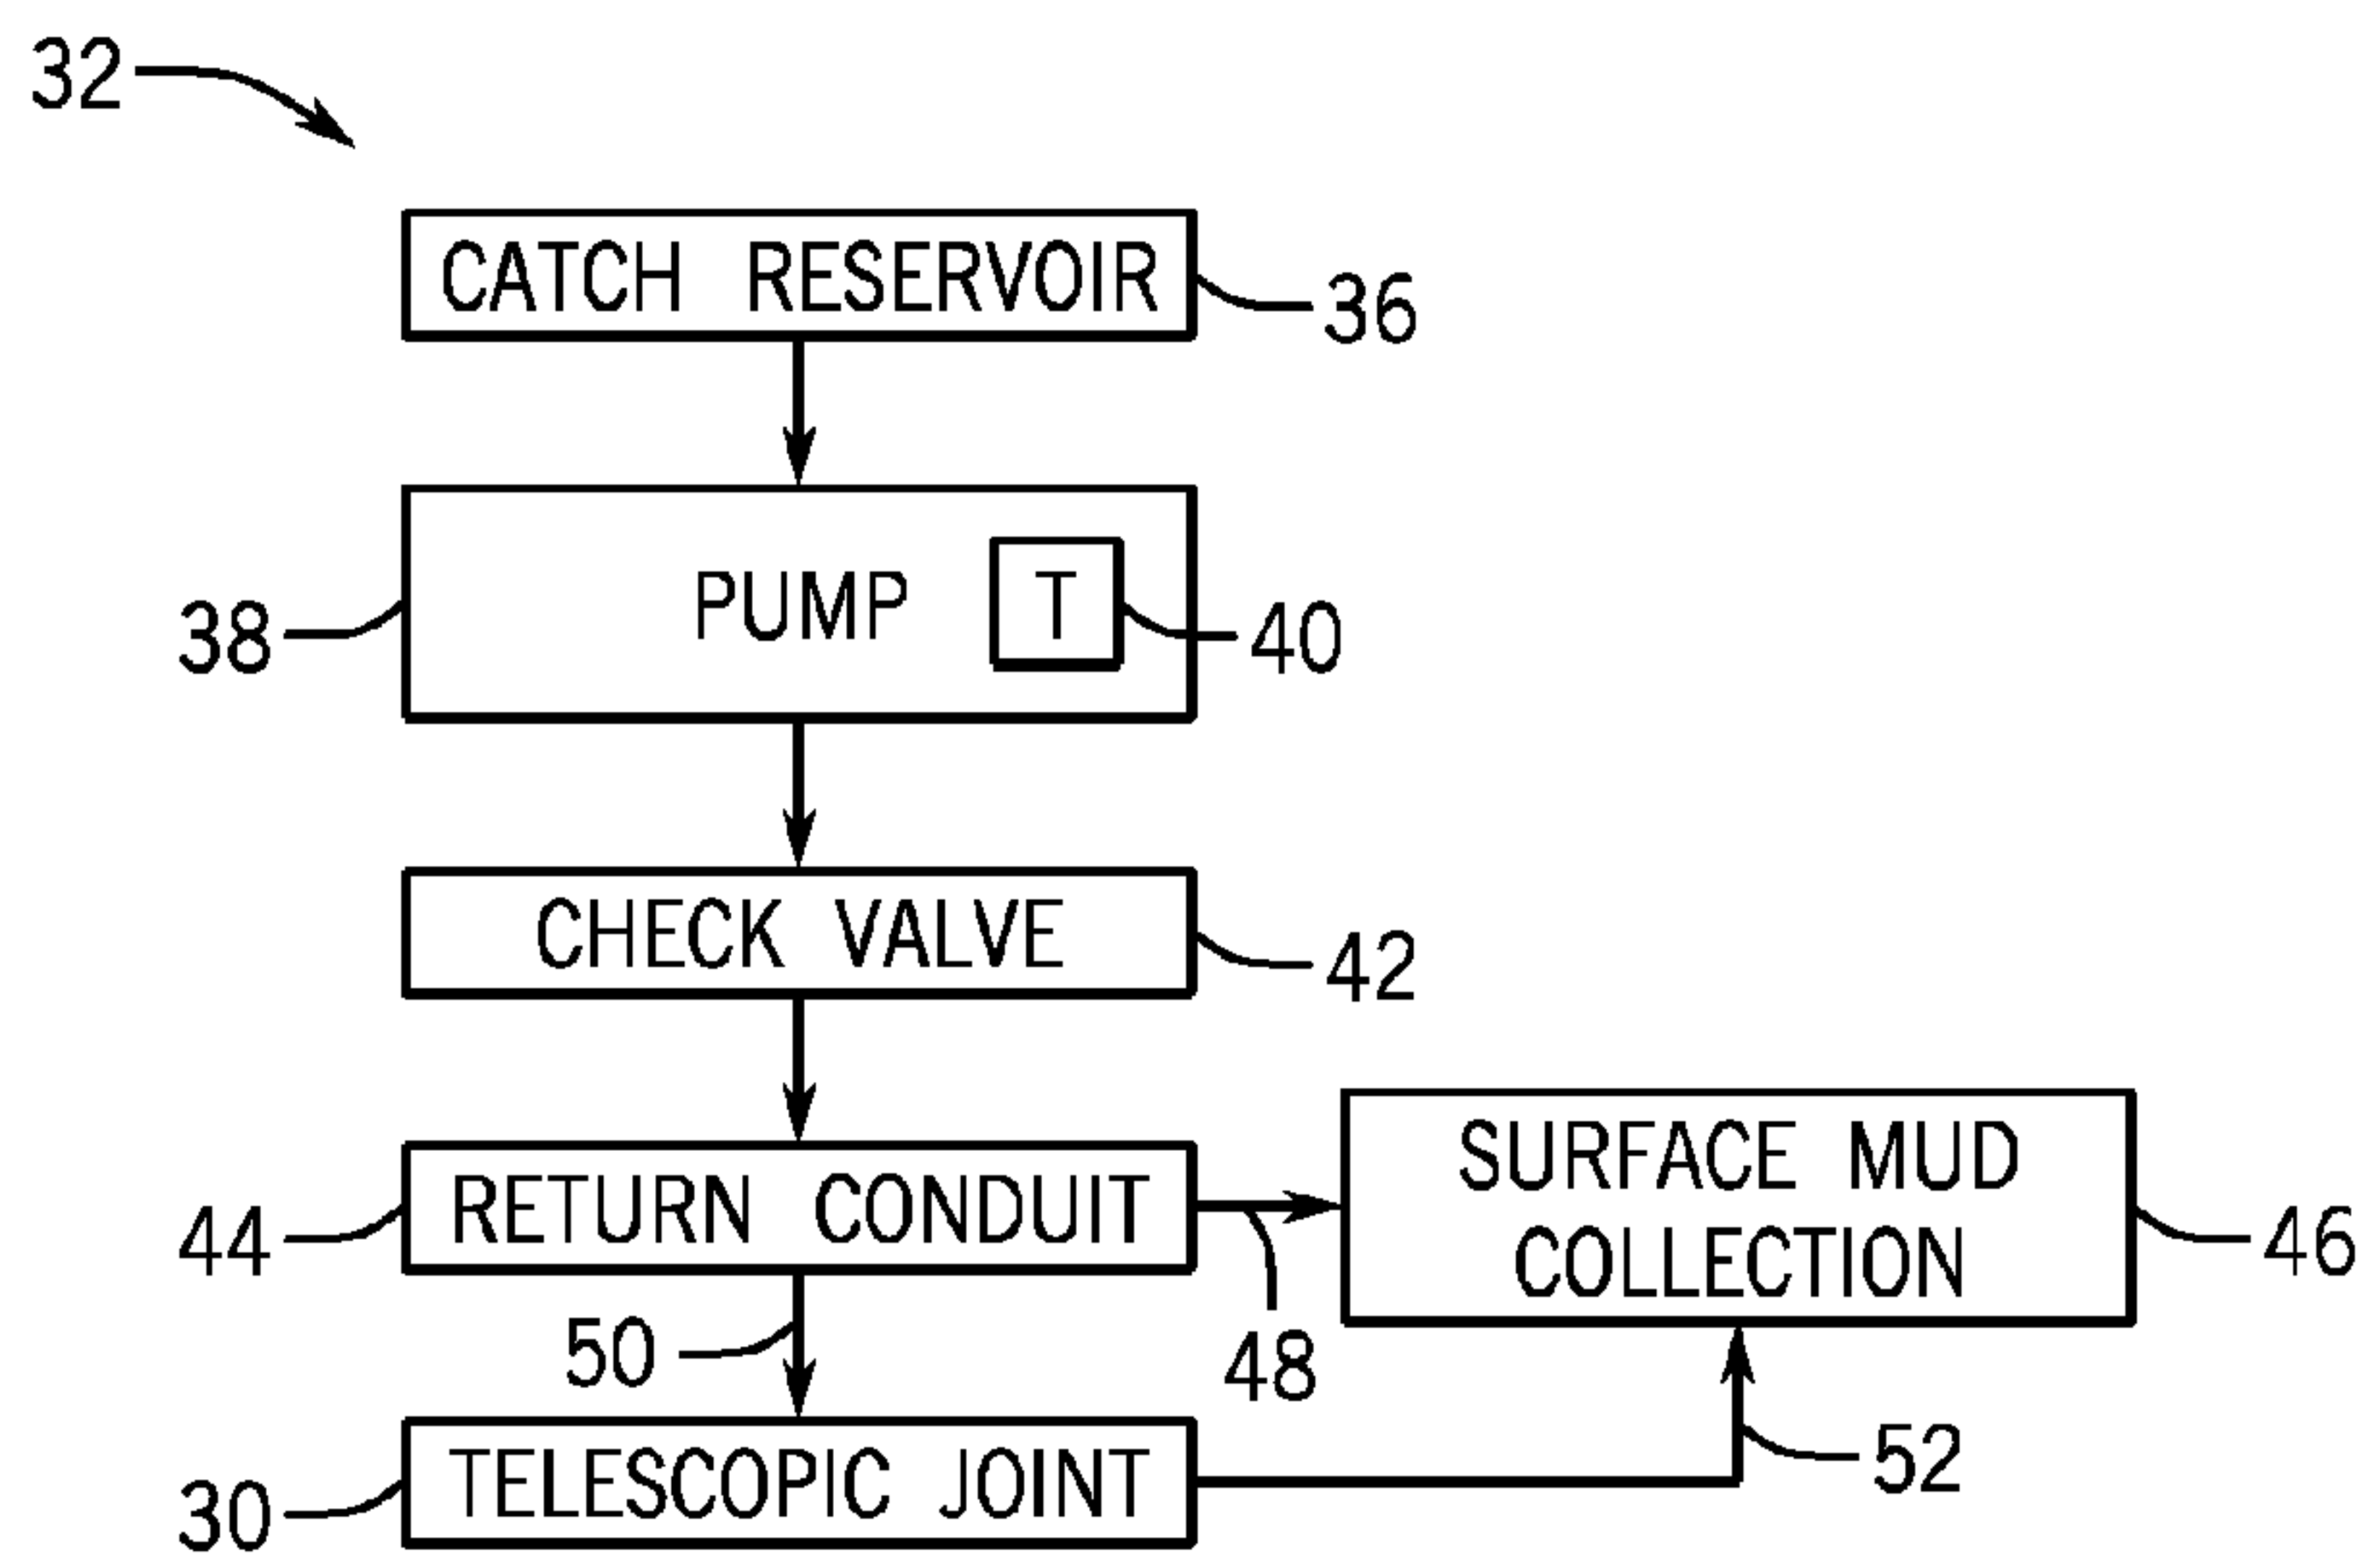 32
CATCH RESERVOIR
36
PUMP
T
38
40
CHECK VALVE
42
RETURN CONDUIT
44
SURFACE MUD
COLLECTION
46
50
48
TELESCOPIC JOINT
30
52